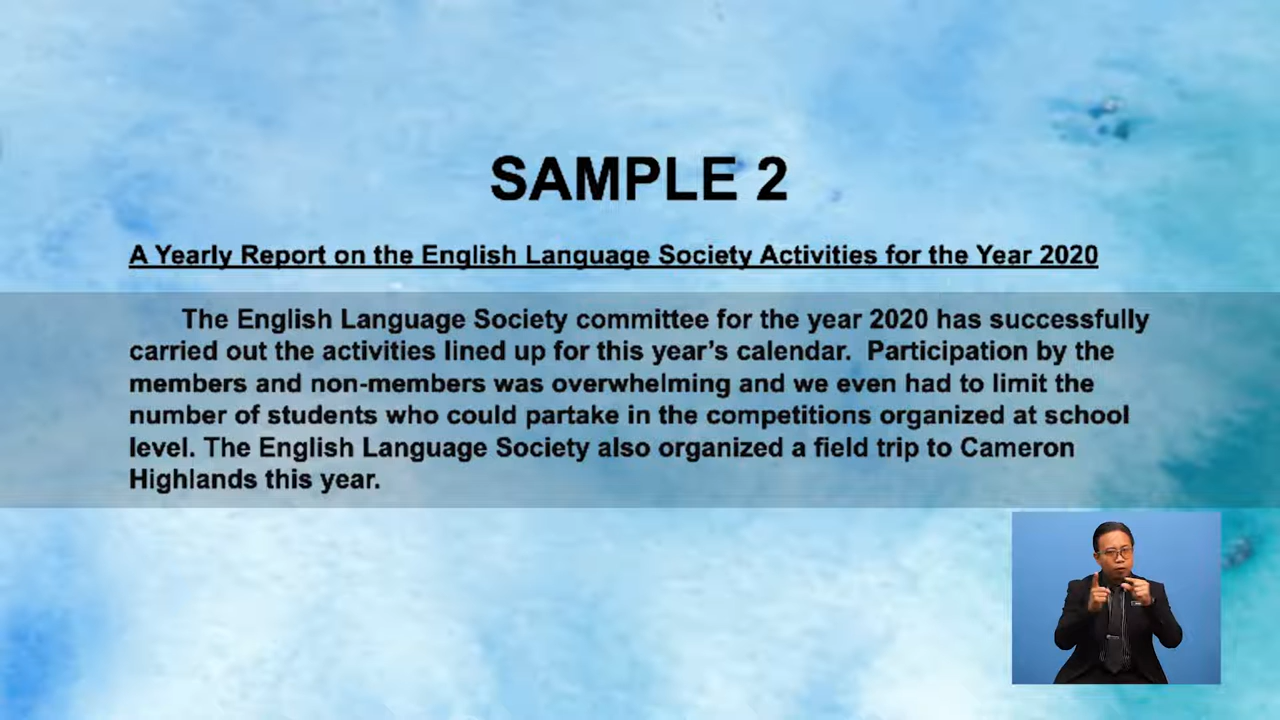 SAMPLE 2
A Yearly Report on the English Language Society Activities for the Year 2020
The English Language Society committee for the year 2020 has successfully
carried out the activities lined up for this year's calendar.  Participation by the
members and non-members was overwhelming and we even had to limit the
number of students who could partake in the competitions organized at school
level. The English Language Society also organized a field trip to Cameron
Highlands this year.